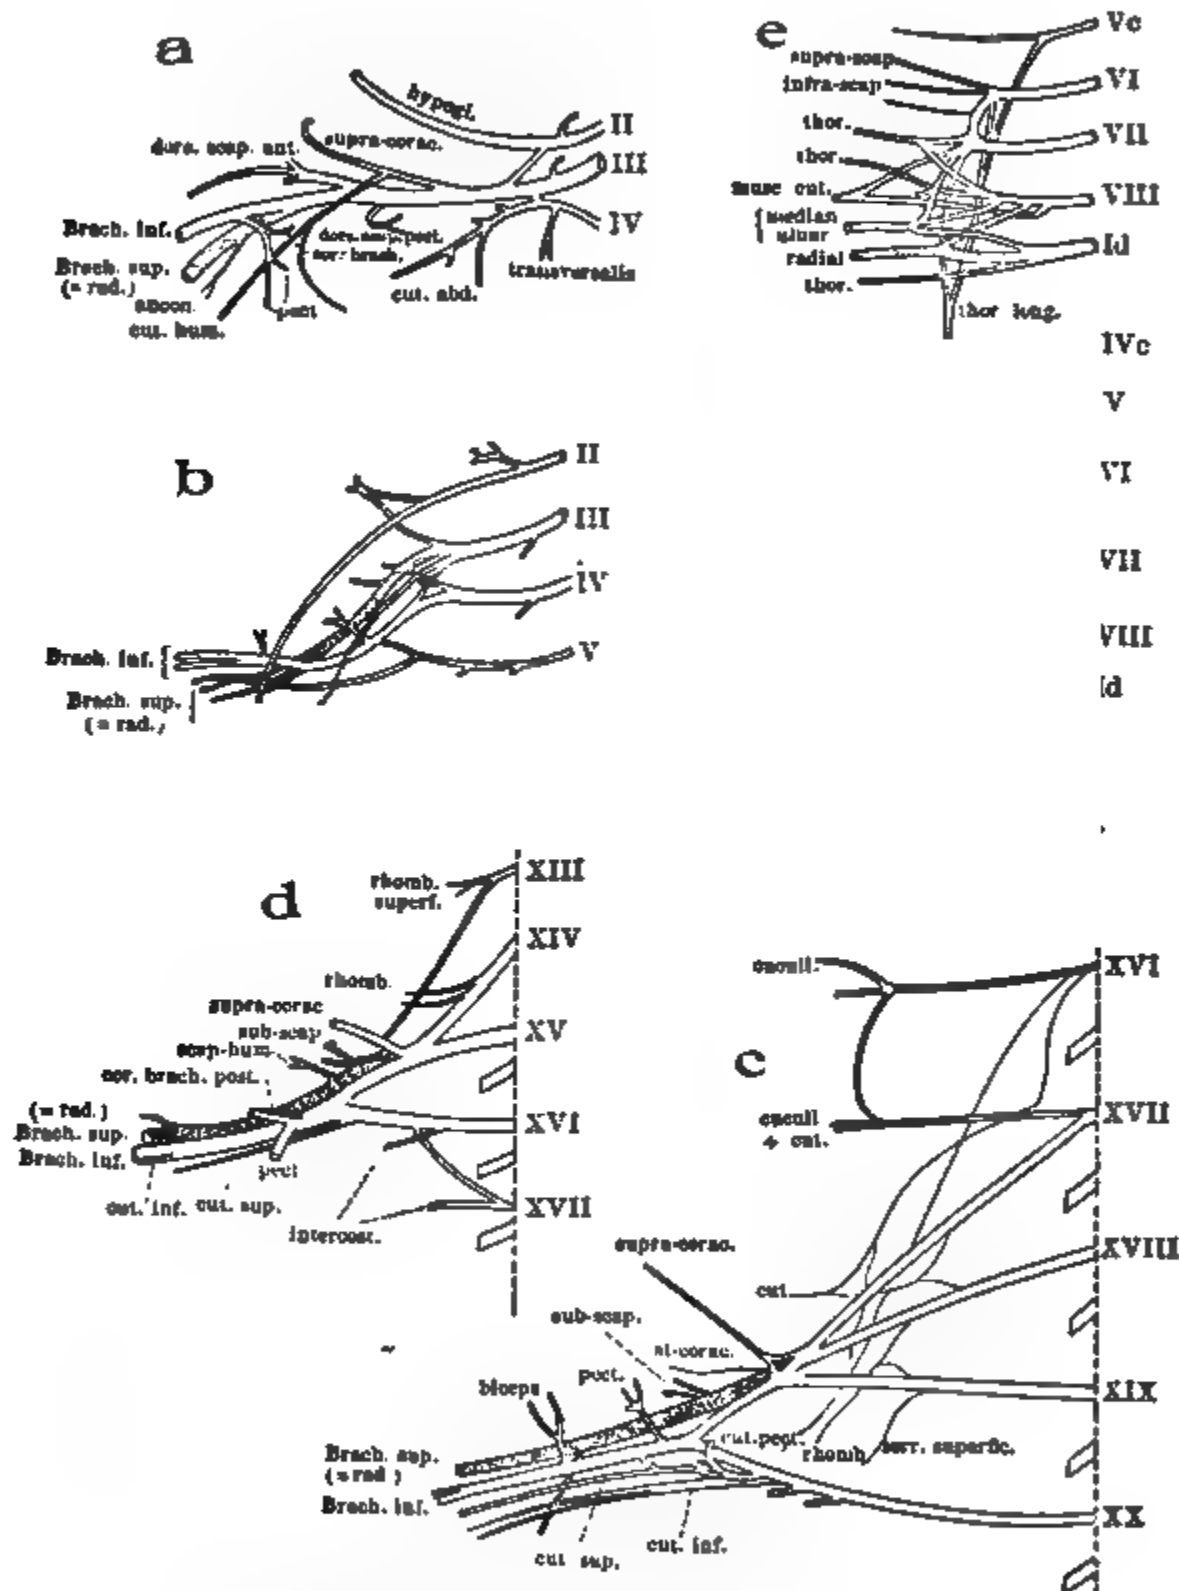 a
hypogl.
II
dors. scap. ant.
supra-corac.
III
IV
Brach. inf.
dors. scap. post.
cor. brach.
transversalis
Brach. sup.
(= rad.)
cut. abd.
ancon.
pect
cut. hum.
e
Vc
supra-scap
VI
infra-scap
thor.
VII
thor.
musc cut.
VIII
median
ulnar
Id
radial
thor.
thor long.
IVc
V
VI
VII
VIII
Id
b
II
III
IV
Brach. inf.
V
Brach. sup.
(= rad.)
d
rhomb.
superf.
XIII
XIV
rhomb.
supra-corac
sub-scap
XV
scap-hum
cor. brach. post.
(= rad.)
Brach. sup.
XVI
Brach. inf.
pect
cut. inf.
cut. sup.
XVII
intercost.
c
cucull.
XVI
cucull
+ cut.
XVII
supra-corac.
XVIII
cut
sub-scap.
st-corac.
pect.
biceps
XIX
cut. pect.
rhomb
serr. superfic.
Brach. sup.
(= rad)
Brach. inf.
XX
cut sup.
cut. inf.